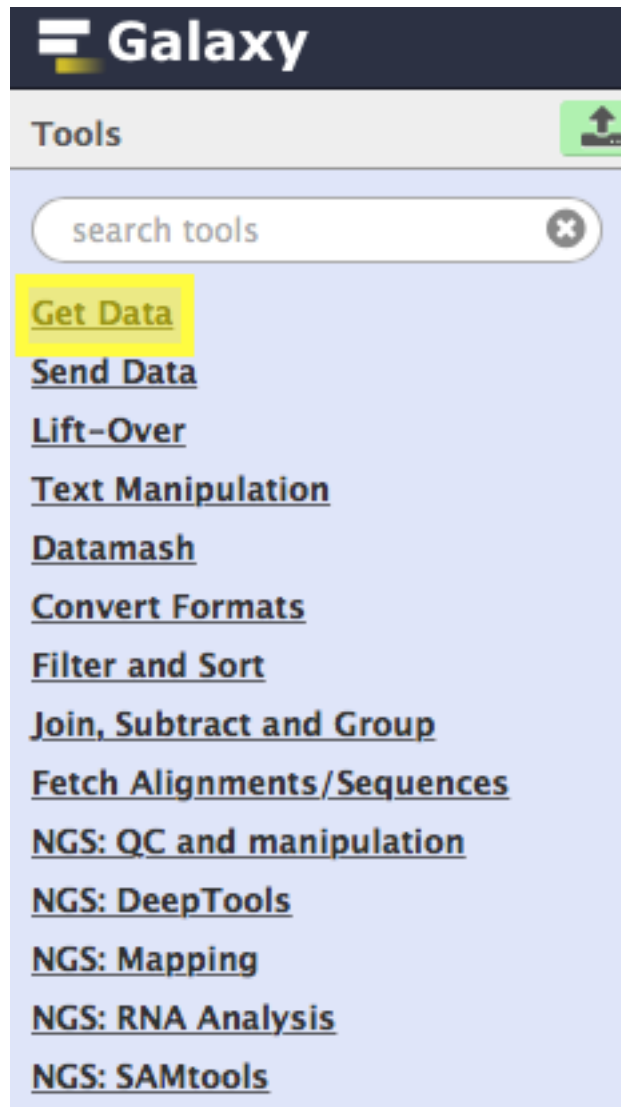 Galaxy
Tools
search tools
Get Data
Send Data
Lift-Over
Text Manipulation
Datamash
Convert Formats
Filter and Sort
Join, Subtract and Group
Fetch Alignments/Sequences
NGS: QC and manipulation
NGS: DeepTools
NGS: Mapping
NGS: RNA Analysis
NGS: SAMtools